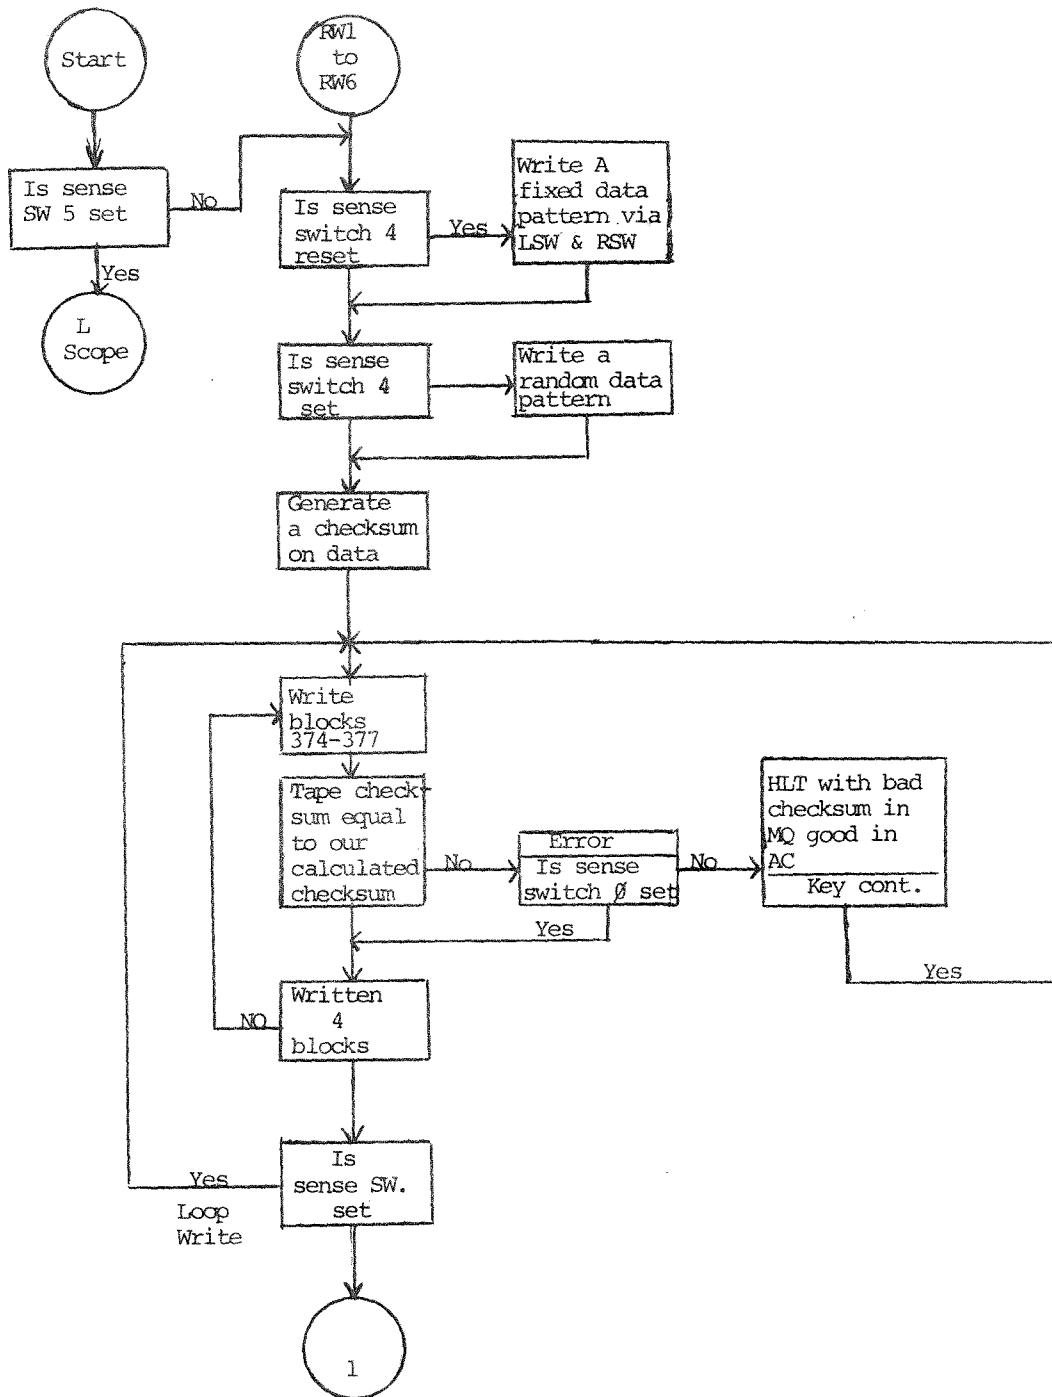 Start
RW1
to
RW6
Is sense
SW 5 set
No
Yes
L
Scope
Is sense
switch 4
reset
Yes
Write A
fixed data
pattern via
LSW & RSW
Is sense
switch 4
set
Write a
random data
pattern
Generate
a checksum
on data
Write
blocks
374-377
Tape check-
sum equal
to our
calculated
checksum
No
Error
Is sense
switch Ø set
No
Yes
HLT with bad
checksum in
MQ good in
AC
Key cont.
Yes
Written
4
blocks
NO
Is
sense SW.
set
Yes
Loop
Write
1